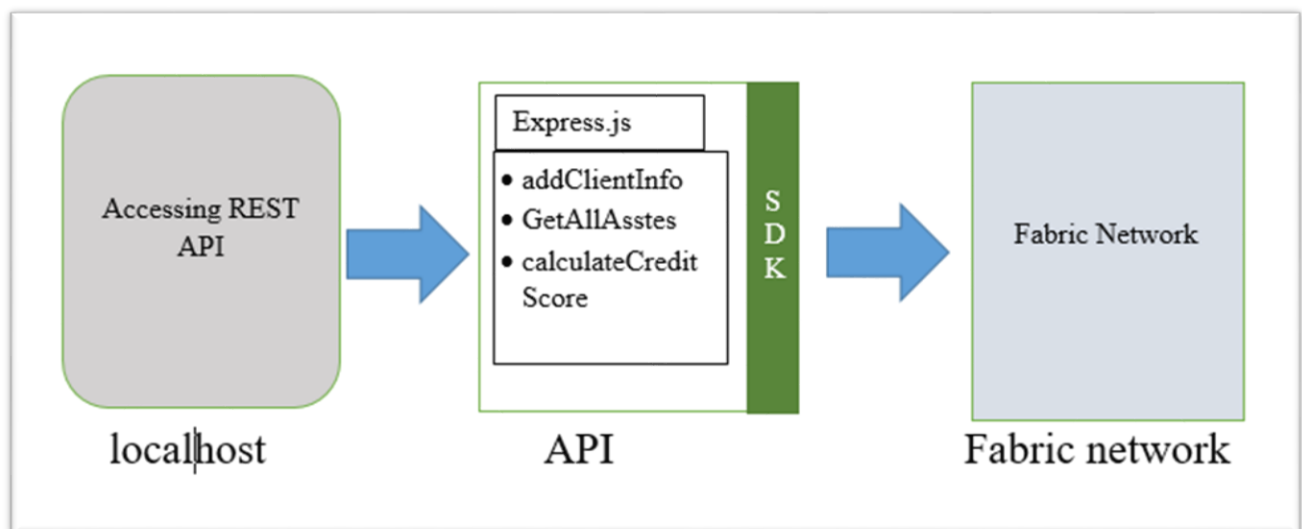 Accessing REST
API
localhost
Express.js
• addClientInfo
• GetAllAsstes
• calculateCredit
Score
S
D
K
API
Fabric Network
Fabric network